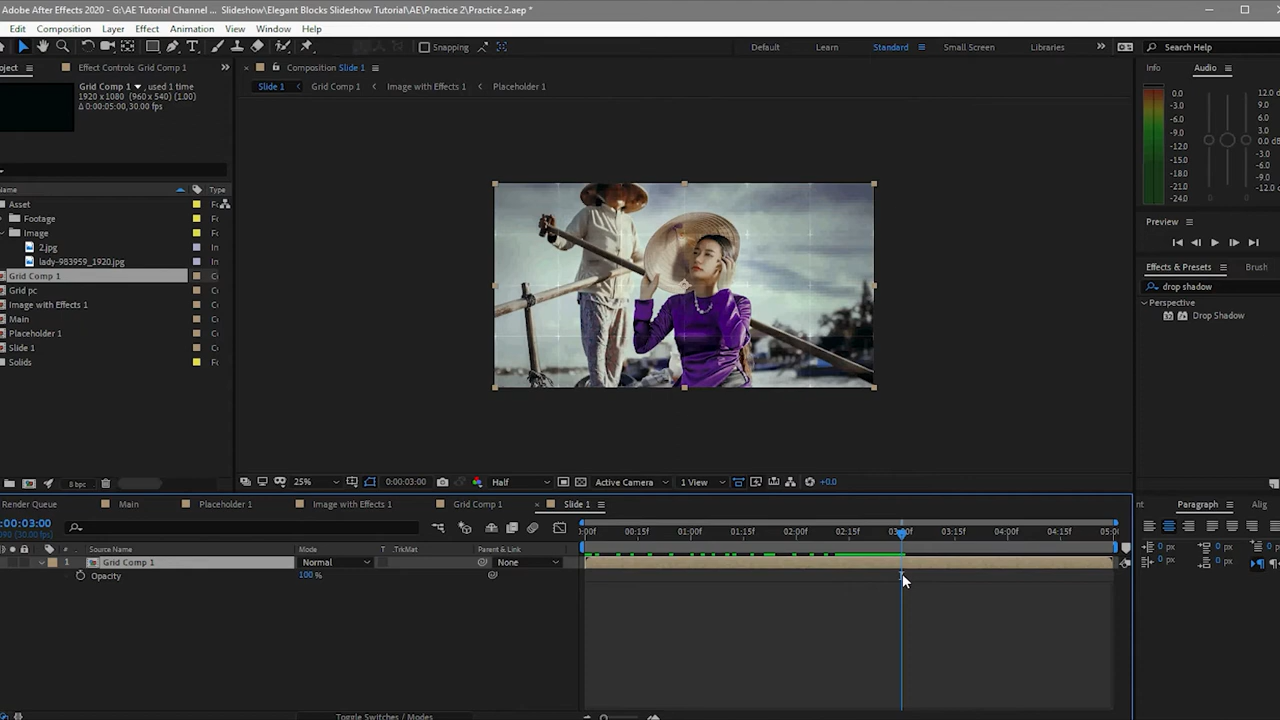 Adobe After Effects 2020 - G:\AE Tutorial Channel ... Slideshow\Elegant Blocks Slideshow Tutorial\AE\Practice 2\Practice 2.aep *
Edit Composition Layer Effect Animation View Window Help
Snapping Default Learn Standard Small Screen Libraries Search Help
oject Effect Controls Grid Comp 1 Composition Slide 1 Info Audio
Grid Comp 1 , used 1 time
1920 x 1080 (960 x 540) (1.00)
Δ 0:00:05:00, 30.00 fps
Slide 1 Grid Comp 1 Image with Effects 1 Placeholder 1
0.0 12.0
-3.0 9.0
-6.0 6.0
-9.0 3.0
-12.0 0.0
-15.0 -3.0
-18.0 -6.0
-21.0 -9.0
-24.0 -12.0
ame Type
Asset
Footage
Image
2.jpg In
lady-983959_1920.jpg In
Grid Comp 1 C
Grid pc C
Image with Effects 1 C
Main C
Placeholder 1 C
Slide 1 C
Solids F
Preview
Effects & Presets Brush
drop shadow
Perspective
Drop Shadow
8 bpc 25% 0:00:03:00 Half Active Camera 1 View +0.0
Render Queue Main Placeholder 1 Image with Effects 1 Grid Comp 1 Slide 1
Paragraph Alig
:00:03:00
(30.00 fps)
:00f 00:15f 01:00f 01:15f 02:00f 02:15f 03:00f 03:15f 04:00f 04:15f 05:0
# Source Name Mode T .TrkMat Parent & Link
1 Grid Comp 1 Normal None
Opacity 100 %
0 px 0 px 0
0 px 0 px
Toggle Switches / Modes